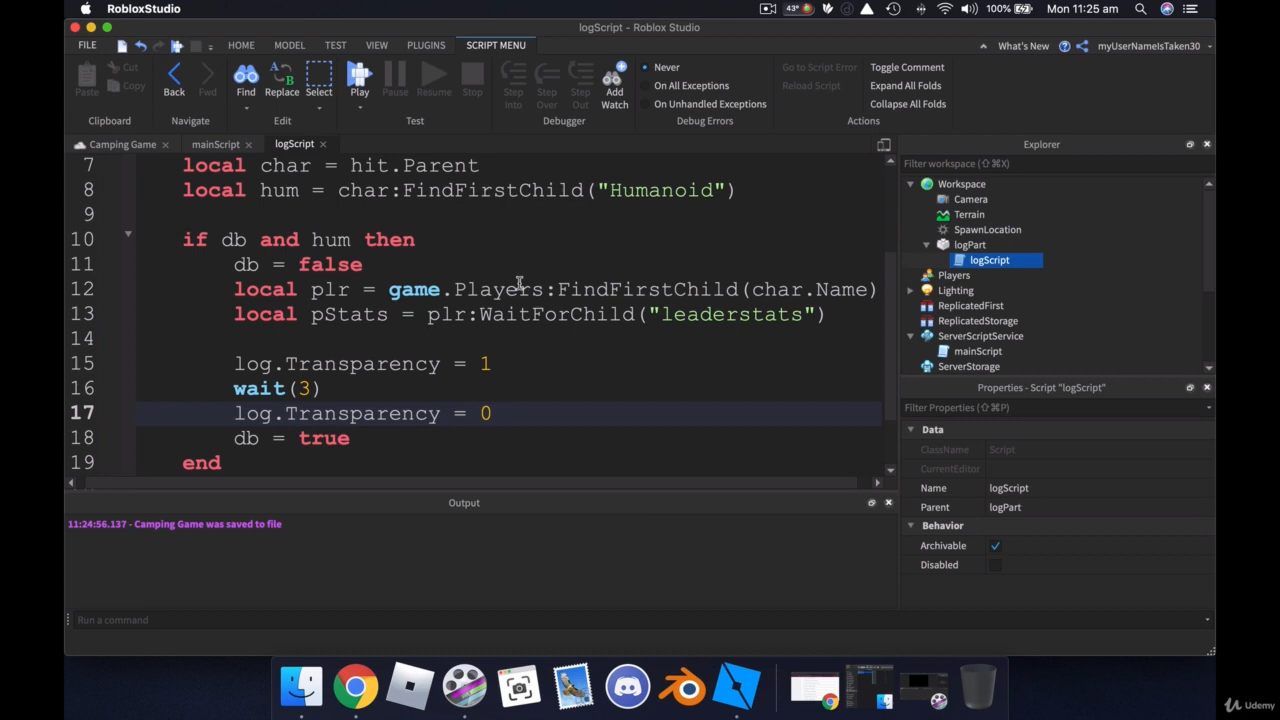 RobloxStudio
43°
100%
Mon 11:25 am
logScript - Roblox Studio
FILE
HOME
MODEL
TEST
VIEW
PLUGINS
SCRIPT MENU
What's New
myUserNameIsTaken30
Paste
Cut
Copy
Clipboard
Back
Fwd
Navigate
Find
Replace
Select
Edit
Play
Pause
Resume
Stop
Test
Step Into
Step Over
Step Out
Add Watch
Debugger
Never
On All Exceptions
On Unhandled Exceptions
Debug Errors
Go to Script Error
Reload Script
Toggle Comment
Expand All Folds
Collapse All Folds
Actions
Camping Game
mainScript
logScript
7 local char = hit.Parent
8 local hum = char:FindFirstChild("Humanoid")
9
10 if db and hum then
11 db = false
12 local plr = game.Players:FindFirstChild(char.Name)
13 local pStats = plr:WaitForChild("leaderstats")
14
15 log.Transparency = 1
16 wait(3)
17 log.Transparency = 0
18 db = true
19 end
Output
11:24:56.137 - Camping Game was saved to file
Run a command
Explorer
Filter workspace (⇧⌘X)
Workspace
Camera
Terrain
SpawnLocation
logPart
logScript
Players
Lighting
ReplicatedFirst
ReplicatedStorage
ServerScriptService
mainScript
ServerStorage
Properties - Script "logScript"
Filter Properties (⇧⌘P)
Data
ClassName Script
CurrentEditor
Name logScript
Parent logPart
Behavior
Archivable
Disabled
Udemy